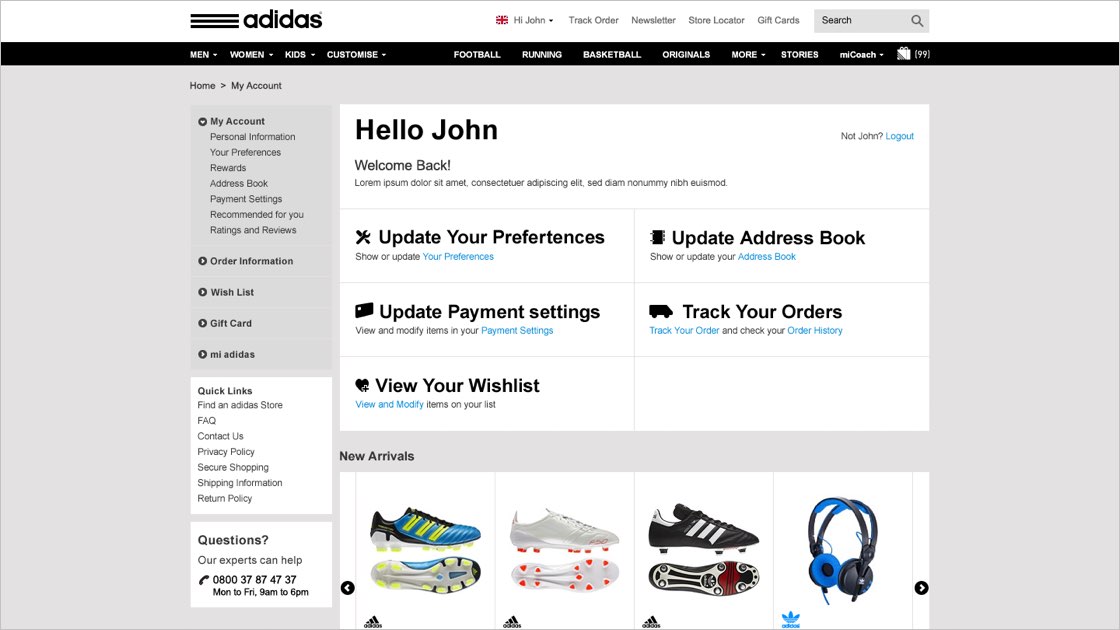 adidas
Hi John
Track Order
Newsletter
Store Locator
Gift Cards
Search
MEN
WOMEN
KIDS
CUSTOMISE
FOOTBALL
RUNNING
BASKETBALL
ORIGINALS
MORE
STORIES
miCoach
(99)
Home > My Account
My Account
Personal Information
Your Preferences
Rewards
Address Book
Payment Settings
Recommended for you
Ratings and Reviews
Order Information
Wish List
Gift Card
mi adidas
Quick Links
Find an adidas Store
FAQ
Contact Us
Privacy Policy
Secure Shopping
Shipping Information
Return Policy
Questions?
Our experts can help
0800 37 87 47 37
Mon to Fri, 9am to 6pm
Hello John
Not John? Logout
Welcome Back!
Lorem ipsum dolor sit amet, consectetuer adipiscing elit, sed diam nonummy nibh euismod.
Update Your Prefertences
Show or update Your Preferences
Update Address Book
Show or update your Address Book
Update Payment settings
View and modify items in your Payment Settings
Track Your Orders
Track Your Order and check your Order History
View Your Wishlist
View and Modify items on your list
New Arrivals
F50
adidas
adidas
adidas
adidas